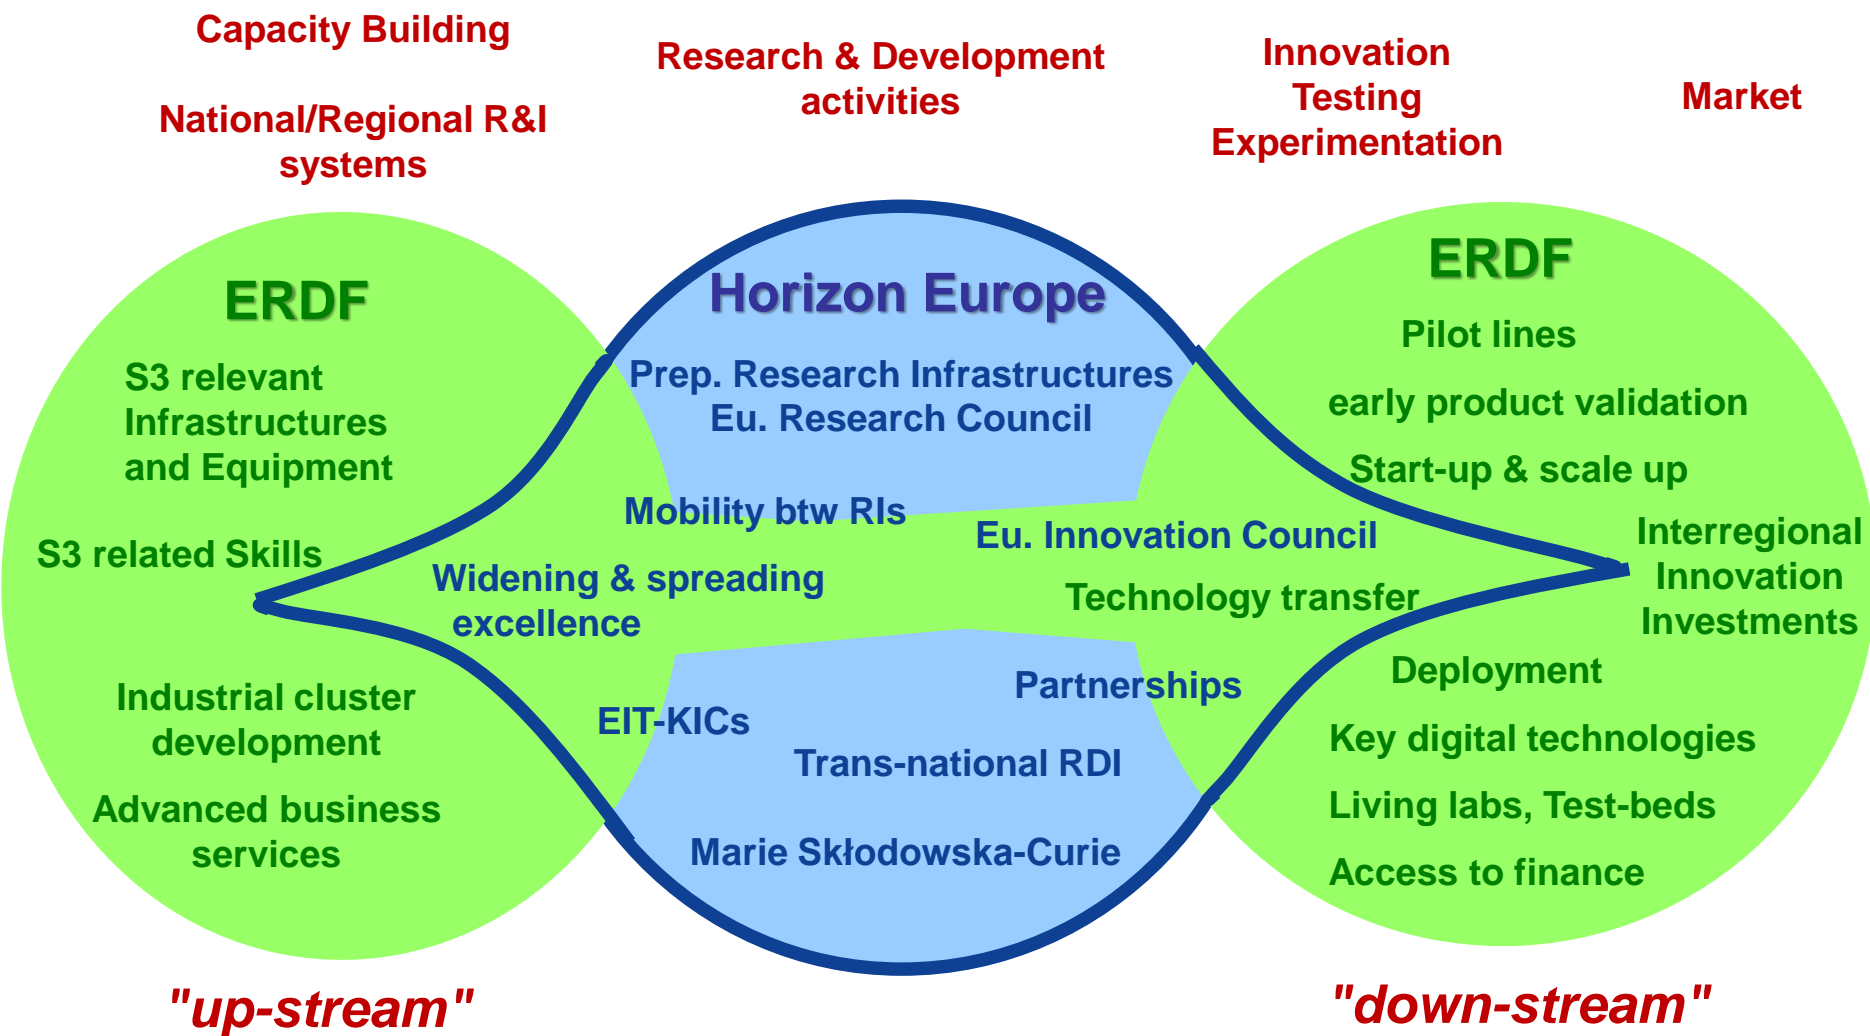 Capacity Building
National/Regional R&I
systems
Research & Development
activities
Innovation
Testing
Experimentation
Market
ERDF
S3 relevant
Infrastructures
and Equipment
S3 related Skills
Industrial cluster
development
Advanced business
services
Horizon Europe
Prep. Research Infrastructures
Eu. Research Council
Mobility btw RIs
Widening & spreading
excellence
Eu. Innovation Council
Technology transfer
EIT-KICs
Partnerships
Trans-national RDI
Marie Skłodowska-Curie
ERDF
Pilot lines
early product validation
Start-up & scale up
Interregional
Innovation
Investments
Deployment
Key digital technologies
Living labs, Test-beds
Access to finance
"up-stream"
"down-stream"